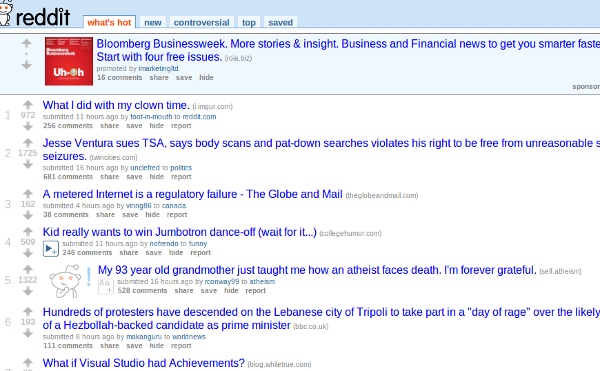 reddit what's hot new controversial top saved
Bloomberg Businessweek. More stories & insight. Business and Financial news to get you smarter faste
Start with four free issues. (roia.biz)
Uh-Oh
promoted by imarketingltd
16 comments share save hide
sponsor
1 972 What I did with my clown time. (i.imgur.com)
submitted 11 hours ago by foot-in-mouth to reddit.com
256 comments share save hide report
2 1725 Jesse Ventura sues TSA, says body scans and pat-down searches violates his right to be free from unreasonable s
seizures. (twincities.com)
submitted 16 hours ago by unclefred to politics
681 comments share save hide report
3 162 A metered Internet is a regulatory failure - The Globe and Mail (theglobeandmail.com)
submitted 4 hours ago by vinng86 to canada
38 comments share save hide report
4 509 Kid really wants to win Jumbotron dance-off (wait for it...) (collegehumor.com)
submitted 11 hours ago by nofrendo to funny
246 comments share save hide report
5 1322 My 93 year old grandmother just taught me how an atheist faces death. I'm forever grateful. (self.atheism)
Aa submitted 16 hours ago by roonway99 to atheism
528 comments share save hide report
6 193 Hundreds of protesters have descended on the Lebanese city of Tripoli to take part in a "day of rage" over the likely
of a Hezbollah-backed candidate as prime minister (bbc.co.uk)
submitted 8 hours ago by makanguru to worldnews
111 comments share save hide report
What if Visual Studio had Achievements? (blog.whiletrue.com)